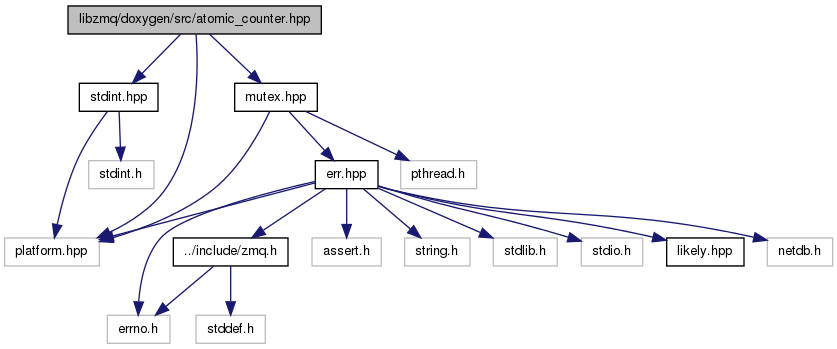 libzmq/doxygen/src/atomic_counter.hpp
stdint.hpp
mutex.hpp
stdint.h
err.hpp
pthread.h
platform.hpp
../include/zmq.h
assert.h
string.h
stdlib.h
stdio.h
likely.hpp
netdb.h
errno.h
stddef.h